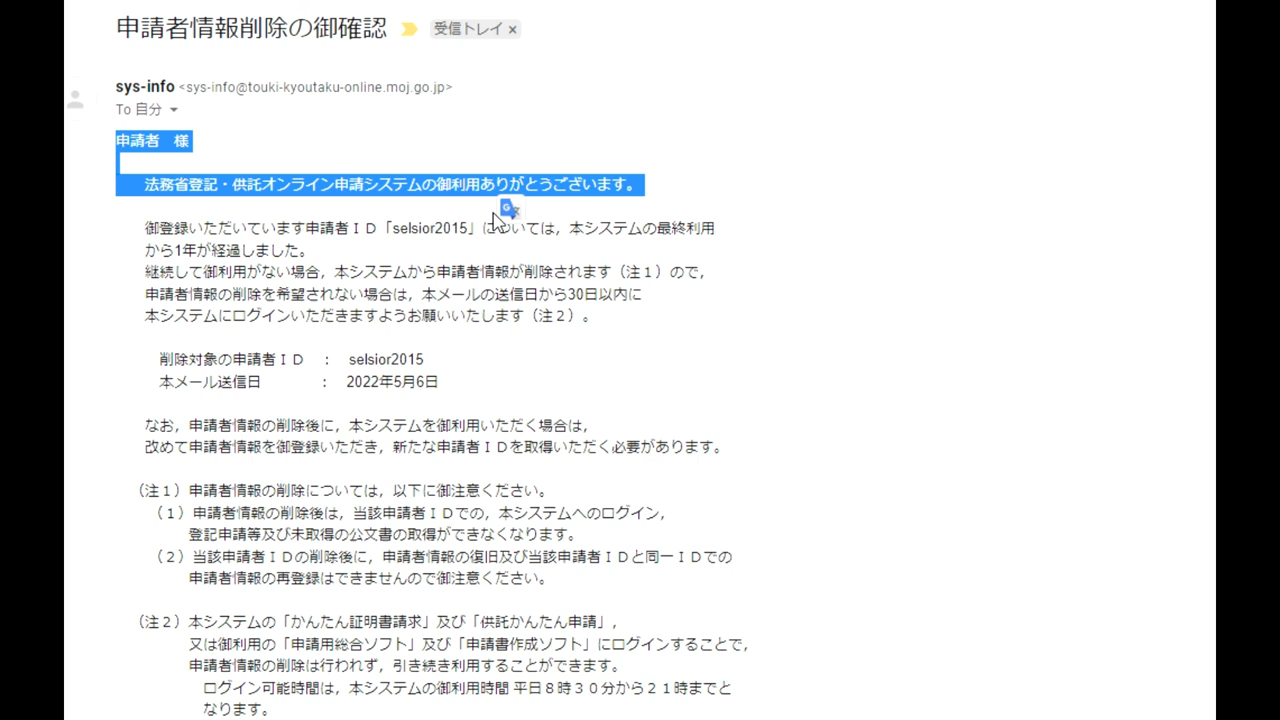 申請者情報削除の御確認 受信トレイ ×
sys-info <sys-info@touki-kyoutaku-online.moj.go.jp>
To 自分
申請者　様
法務省登記・供託オンライン申請システムの御利用ありがとうございます。
御登録いただいています申請者ＩＤ「selsior2015」については，本システムの最終利用
から1年が経過しました。
継続して御利用がない場合，本システムから申請者情報が削除されます（注１）ので，
申請者情報の削除を希望されない場合は，本メールの送信日から30日以内に
本システムにログインいただきますようお願いいたします（注２）。
削除対象の申請者ＩＤ　：　selsior2015
本メール送信日　：　2022年5月6日
なお，申請者情報の削除後に，本システムを御利用いただく場合は，
改めて申請者情報を御登録いただき，新たな申請者ＩＤを取得いただく必要があります。
（注１）申請者情報の削除については，以下に御注意ください。
（１）申請者情報の削除後は，当該申請者ＩＤでの，本システムへのログイン，
登記申請等及び未取得の公文書の取得ができなくなります。
（２）当該申請者ＩＤの削除後に，申請者情報の復旧及び当該申請者ＩＤと同一ＩＤでの
申請者情報の再登録はできませんので御注意ください。
（注２）本システムの「かんたん証明書請求」及び「供託かんたん申請」，
又は御利用の「申請用総合ソフト」及び「申請書作成ソフト」にログインすることで，
申請者情報の削除は行われず，引き続き利用することができます。
ログイン可能時間は，本システムの御利用時間 平日８時３０分から２１時までと
なります。